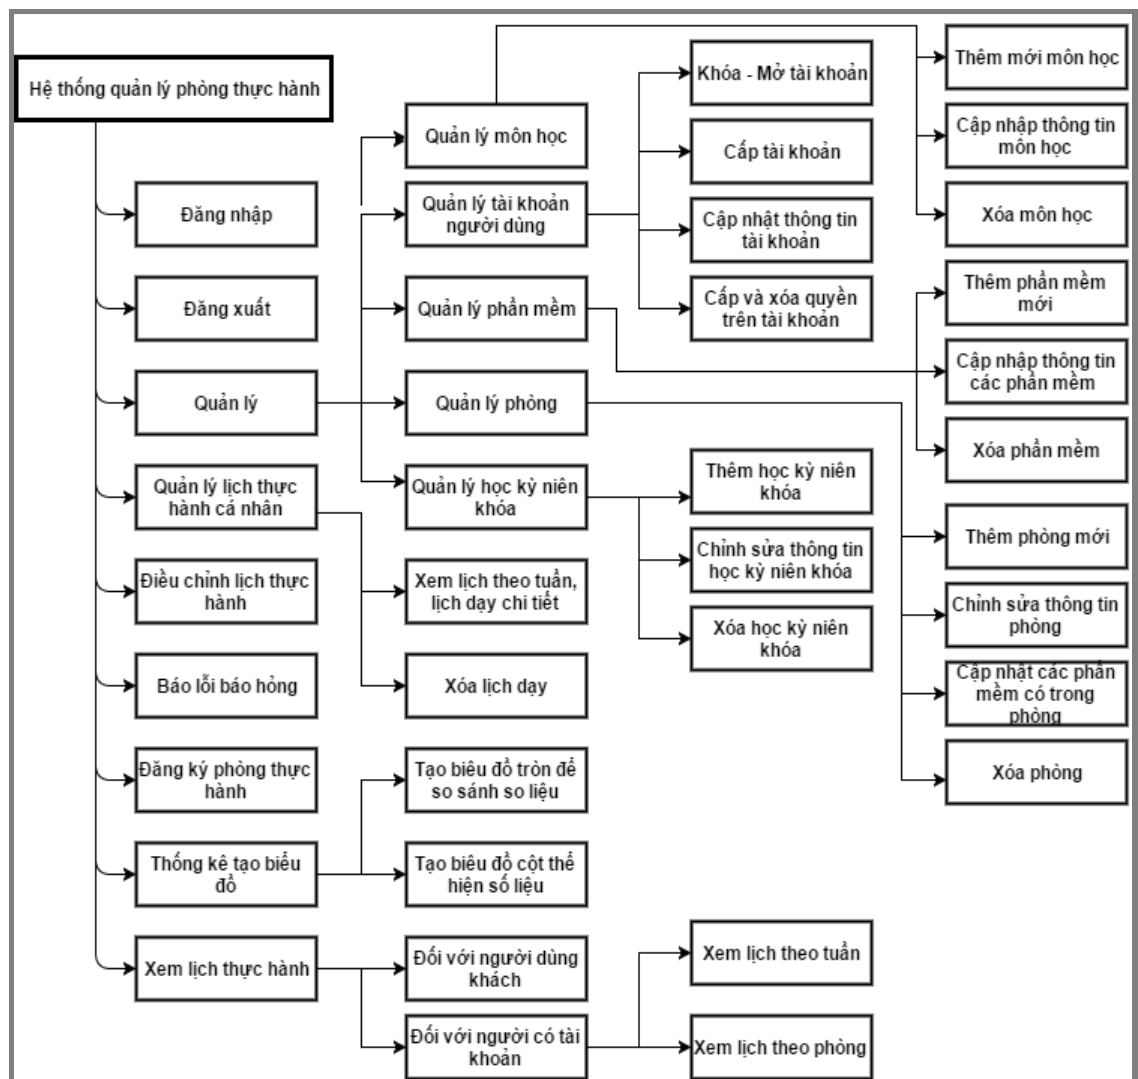 Hệ thống quản lý phòng thực hành
Đăng nhập
Đăng xuất
Quản lý
Quản lý lịch thực
hành cá nhân
Điều chỉnh lịch thực
hành
Báo lỗi báo hỏng
Đăng ký phòng thực
hành
Thống kê tạo biểu
đồ
Xem lịch thực hành
Quản lý môn học
Quản lý tài khoản
người dùng
Quản lý phần mềm
Quản lý phòng
Quản lý học kỳ niên
khóa
Xem lịch theo tuần,
lịch dạy chi tiết
Xóa lịch dạy
Tạo biêu đồ tròn để
so sánh so liệu
Tạo biêu đồ cột thể
hiện số liệu
Đối với người dùng
khách
Đối với người có tài
khoản
Khóa - Mở tài khoản
Cấp tài khoản
Cập nhật thông tin
tài khoản
Cấp và xóa quyền
trên tài khoản
Thêm học kỳ niên
khóa
Chỉnh sửa thông tin
học kỳ niên khóa
Xóa học kỳ niên
khóa
Xem lịch theo tuần
Xem lịch theo phòng
Thêm mới môn học
Cập nhập thông tin
môn học
Xóa môn học
Thêm phần mềm
mới
Cập nhập thông tin
các phần mềm
Xóa phần mềm
Thêm phòng mới
Chỉnh sửa thông tin
phòng
Cập nhật các phần
mềm có trong
phòng
Xóa phòng